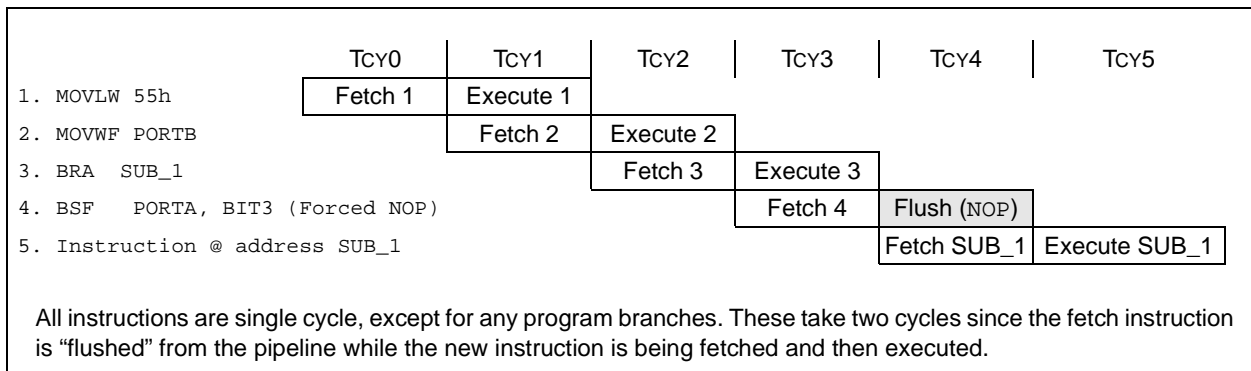 TCY0 TCY1 TCY2 TCY3 TCY4 TCY5
1. MOVLW 55h Fetch 1 Execute 1
2. MOVWF PORTB Fetch 2 Execute 2
3. BRA SUB_1 Fetch 3 Execute 3
4. BSF PORTA, BIT3 (Forced NOP) Fetch 4 Flush (NOP)
5. Instruction @ address SUB_1 Fetch SUB_1 Execute SUB_1
All instructions are single cycle, except for any program branches. These take two cycles since the fetch instruction
is “flushed” from the pipeline while the new instruction is being fetched and then executed.